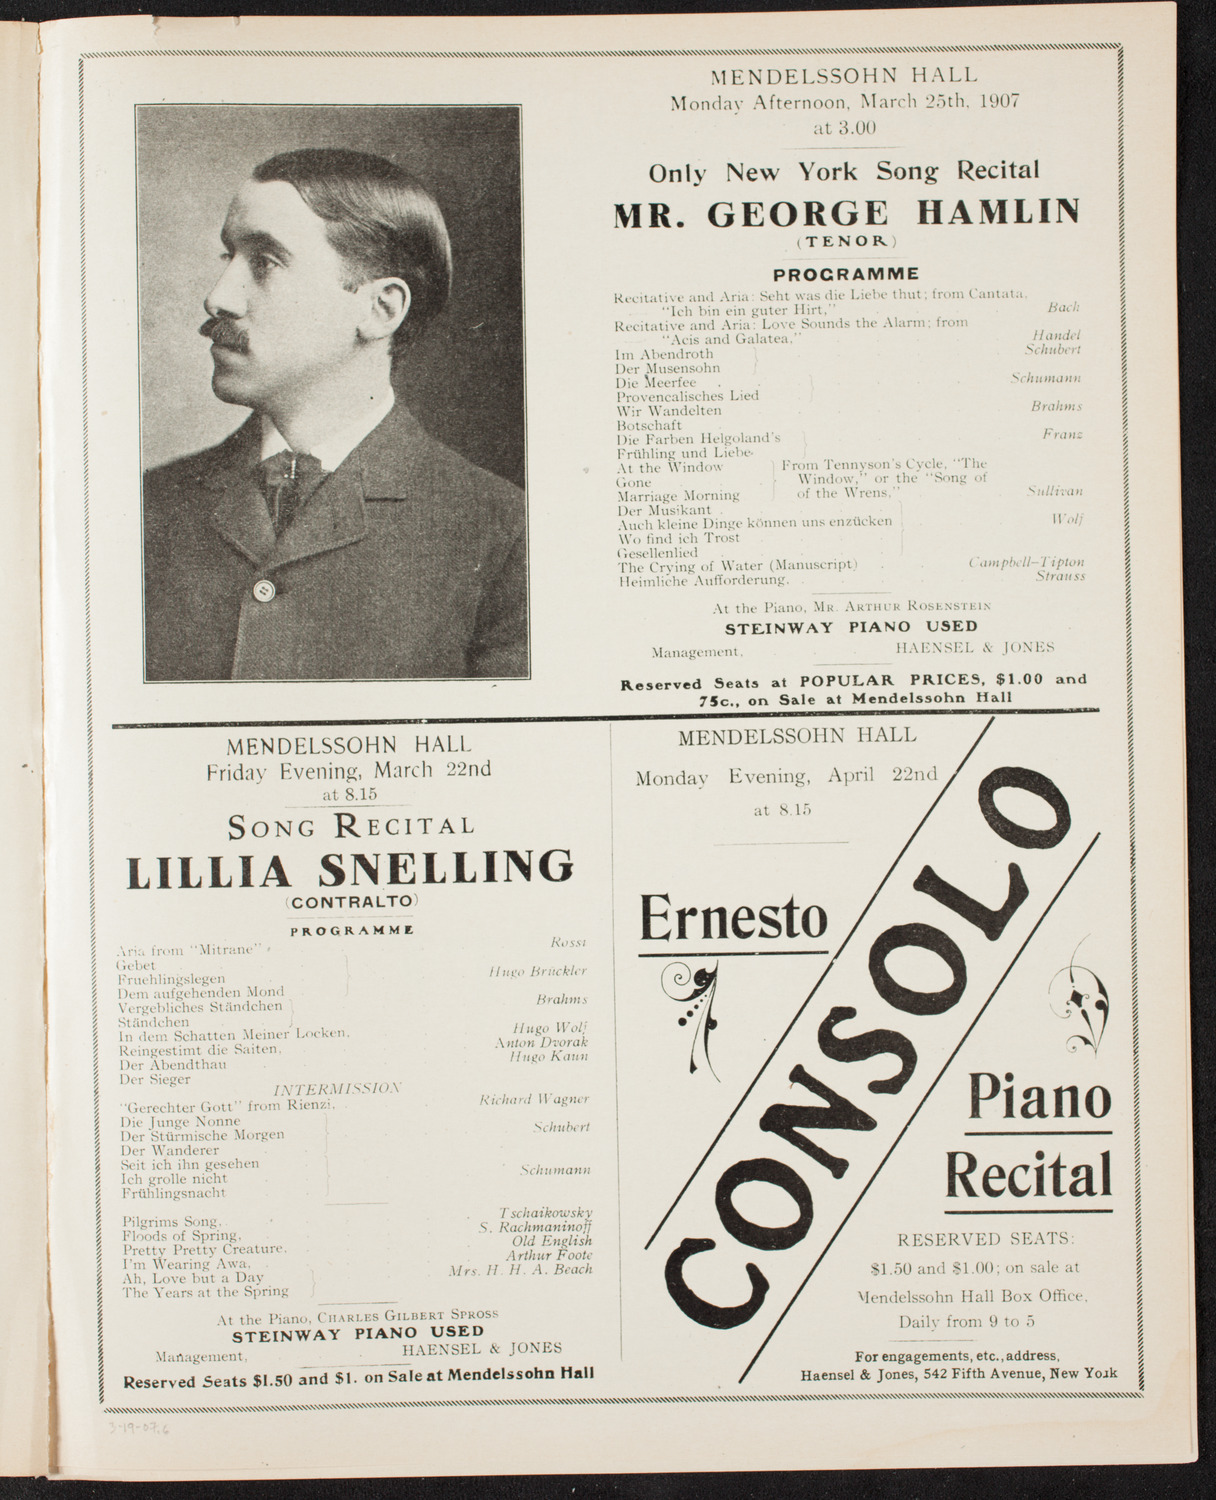 MENDELSSOHN HALL
Monday Afternoon, March 25th, 1907
at 3.00
Only New York Song Recital
MR. GEORGE HAMLIN
(TENOR)
PROGRAMME
Recitative and Aria: Seht was die Liebe thut; from Cantata,
"Ich bin ein guter Hirt," Bach
Recitative and Aria: Love Sounds the Alarm; from
"Acis and Galatea," Handel
Im Abendroth Schubert
Der Musensohn
Die Meerfee Schumann
Provencalisches Lied
Wir Wandelten Brahms
Botschaft
Die Farben Helgoland's Franz
Frühling und Liebe
At the Window From Tennyson's Cycle, "The
Gone Window," or the "Song of
Marriage Morning of the Wrens," Sullivan
Der Musikant
Auch kleine Dinge können uns enzücken Wolf
Wo find ich Trost
Gesellenlied
The Crying of Water (Manuscript) Campbell-Tipton
Heimliche Aufforderung. Strauss
At the Piano, MR. ARTHUR ROSENSTEIN
STEINWAY PIANO USED
Management, HAENSEL & JONES
Reserved Seats at POPULAR PRICES, $1.00 and
75c., on Sale at Mendelssohn Hall
MENDELSSOHN HALL
Friday Evening, March 22nd
at 8.15
SONG RECITAL
LILLIA SNELLING
(CONTRALTO)
PROGRAMME
Aria from "Mitrane" Rossi
Gebet
Fruehlingslegen Hugo Brückler
Dem aufgehenden Mond
Vergebliches Ständchen Brahms
Ständchen
In dem Schatten Meiner Locken, Hugo Wolf
Reingestimt die Saiten, Anton Dvorak
Der Abendthau Hugo Kaun
Der Sieger
INTERMISSION
"Gerechter Gott" from Rienzi, Richard Wagner
Die Junge Nonne
Der Stürmische Morgen Schubert
Der Wanderer
Seit ich ihn gesehen
Ich grolle nicht Schumann
Frühlingsnacht
Pilgrims Song, Tschaikowsky
Floods of Spring, S. Rachmaninoff
Pretty Pretty Creature, Old English
I'm Wearing Awa, Arthur Foote
Ah, Love but a Day Mrs. H. H. A. Beach
The Years at the Spring
At the Piano, CHARLES GILBERT SPROSS
STEINWAY PIANO USED
Management, HAENSEL & JONES
Reserved Seats $1.50 and $1. on Sale at Mendelssohn Hall
MENDELSSOHN HALL
Monday Evening, April 22nd
at 8.15
Ernesto
CONSOLO
Piano
Recital
RESERVED SEATS:
$1.50 and $1.00; on sale at
Mendelssohn Hall Box Office,
Daily from 9 to 5
For engagements, etc., address,
Haensel & Jones, 542 Fifth Avenue, New York
3-19-07.6